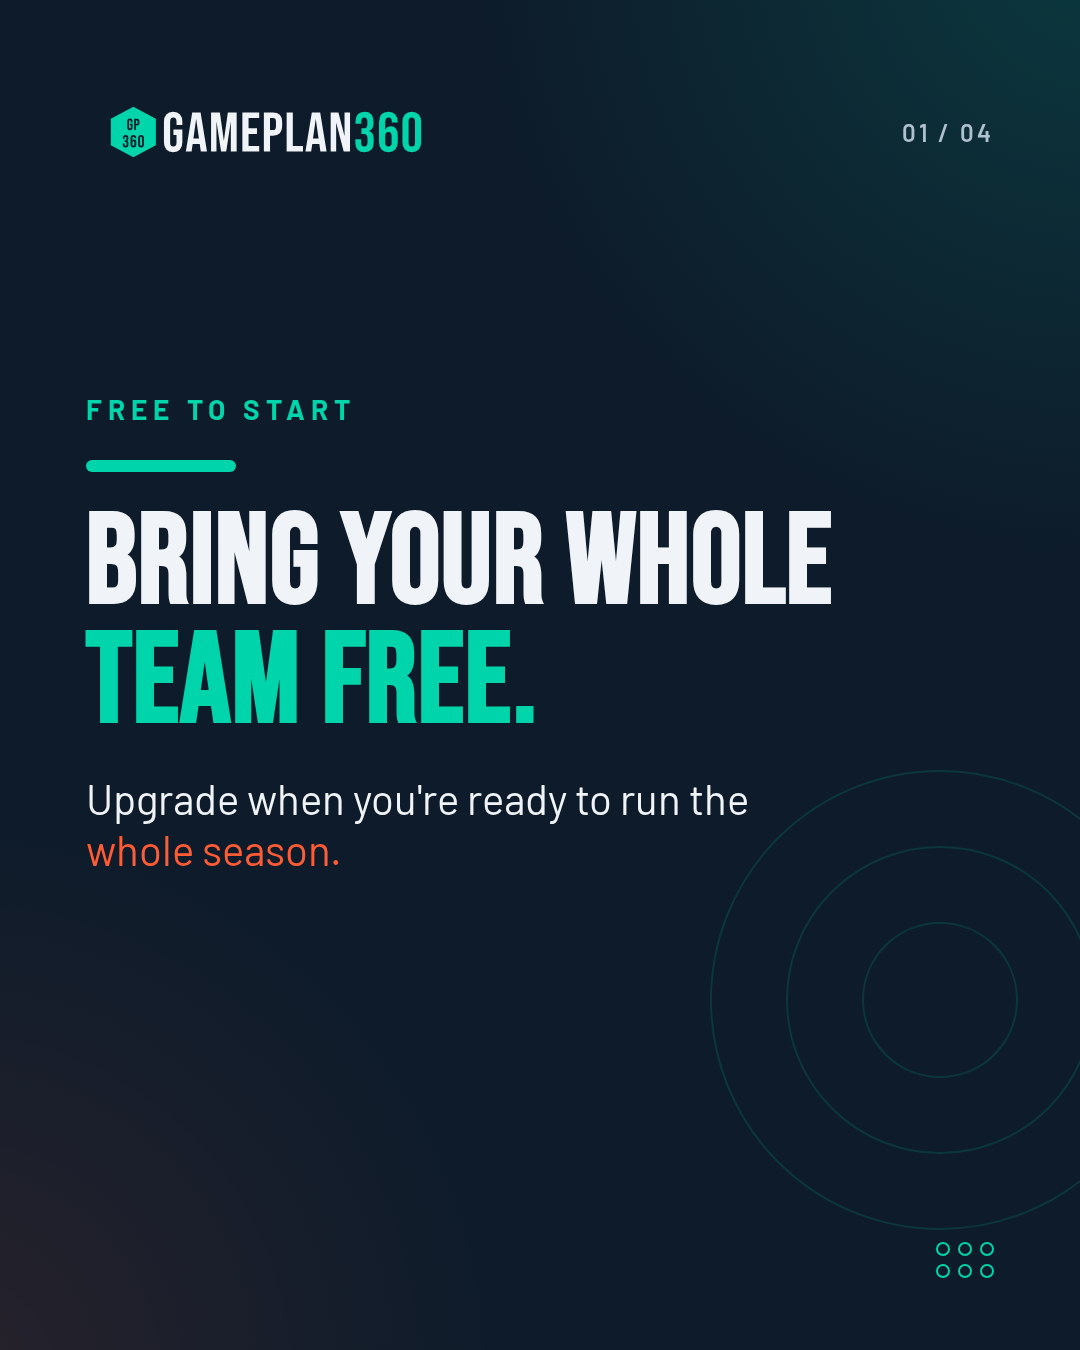 GP
360
GAMEPLAN360
01 / 04
FREE TO START
BRING YOUR WHOLE
TEAM FREE.
Upgrade when you're ready to run the
whole season.